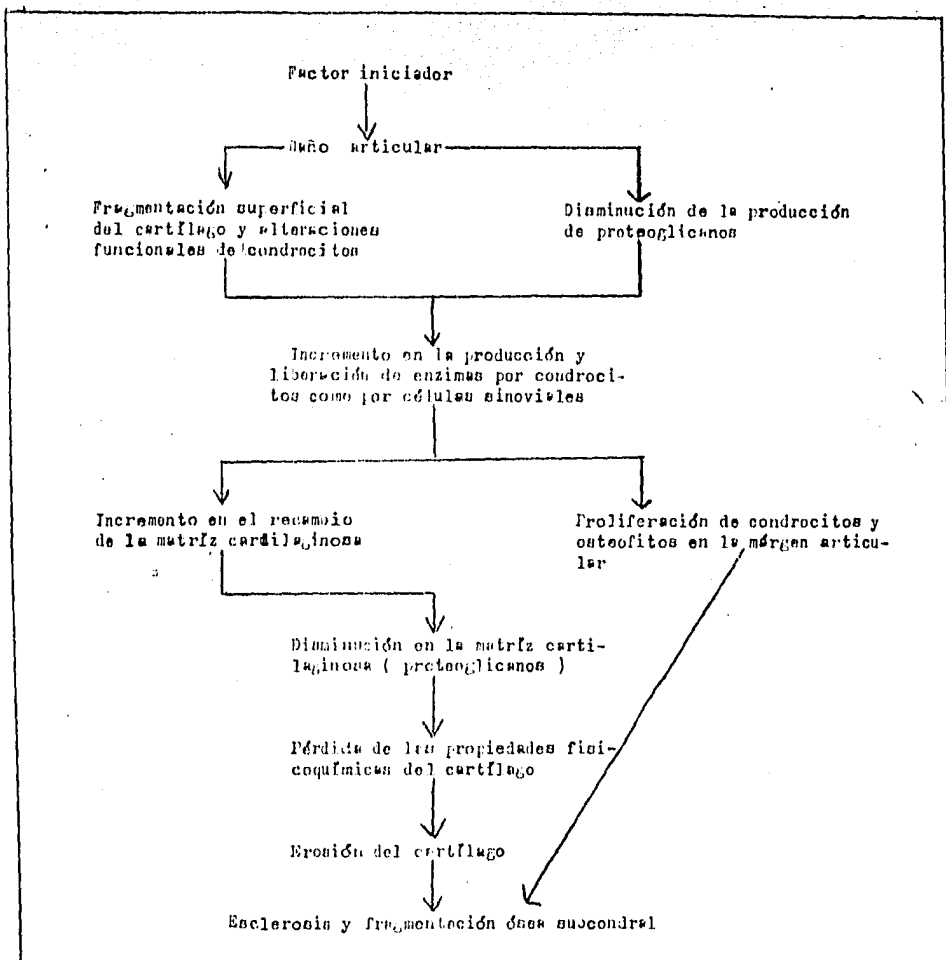 Factor iniciador
Daño articular
Fragmentación superficial
del cartílago y alteraciones
funcionales de condrocitos
Disminución de la producción
de proteoglicanos
Incremento en la producción y
liberación de enzimas por condroci-
tos como por células sinoviales
Incremento en el recambio
de la matríz cardilaginosa
Proliferación de condrocitos y
osteofitos en la márgen articu-
lar
Disminución en la matríz carti-
laginosa ( proteoglicanos )
Pérdida de las propiedades fisi-
coquímicas del cartílago
Erosión del cartílago
Esclerosis y fragmentación ósea subcondral